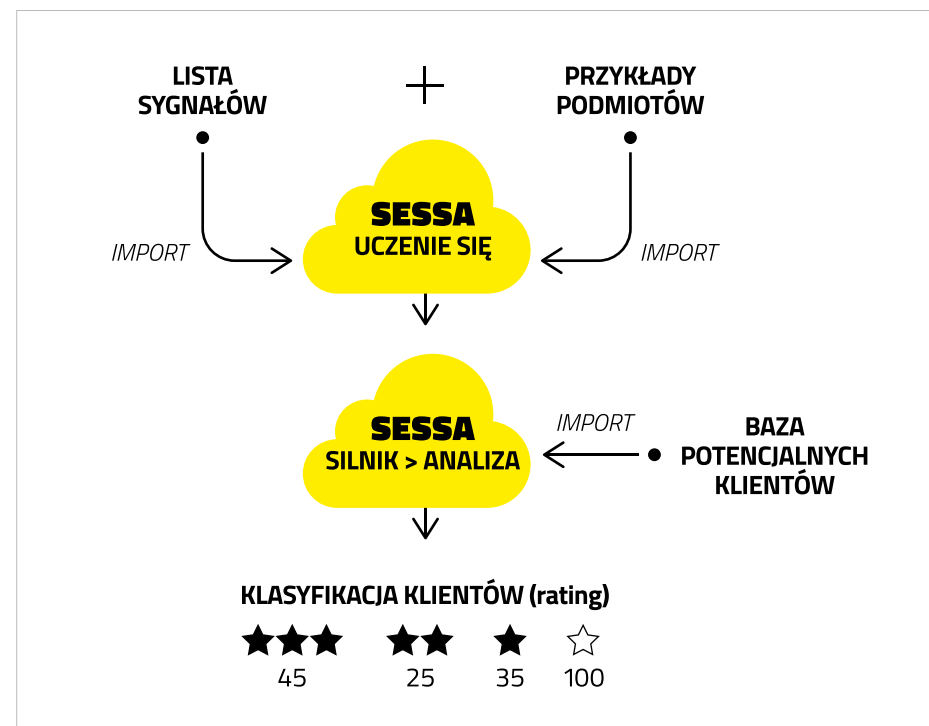 LISTA
SYGNAŁÓW
+
PRZYKŁADY
PODMIOTÓW
SESSA
UCZENIE SIĘ
IMPORT
IMPORT
SESSA
SILNIK > ANALIZA
IMPORT
BAZA
POTENCJALNYCH
KLIENTÓW
KLASYFIKACJA KLIENTÓW (rating)
45 25 35 100